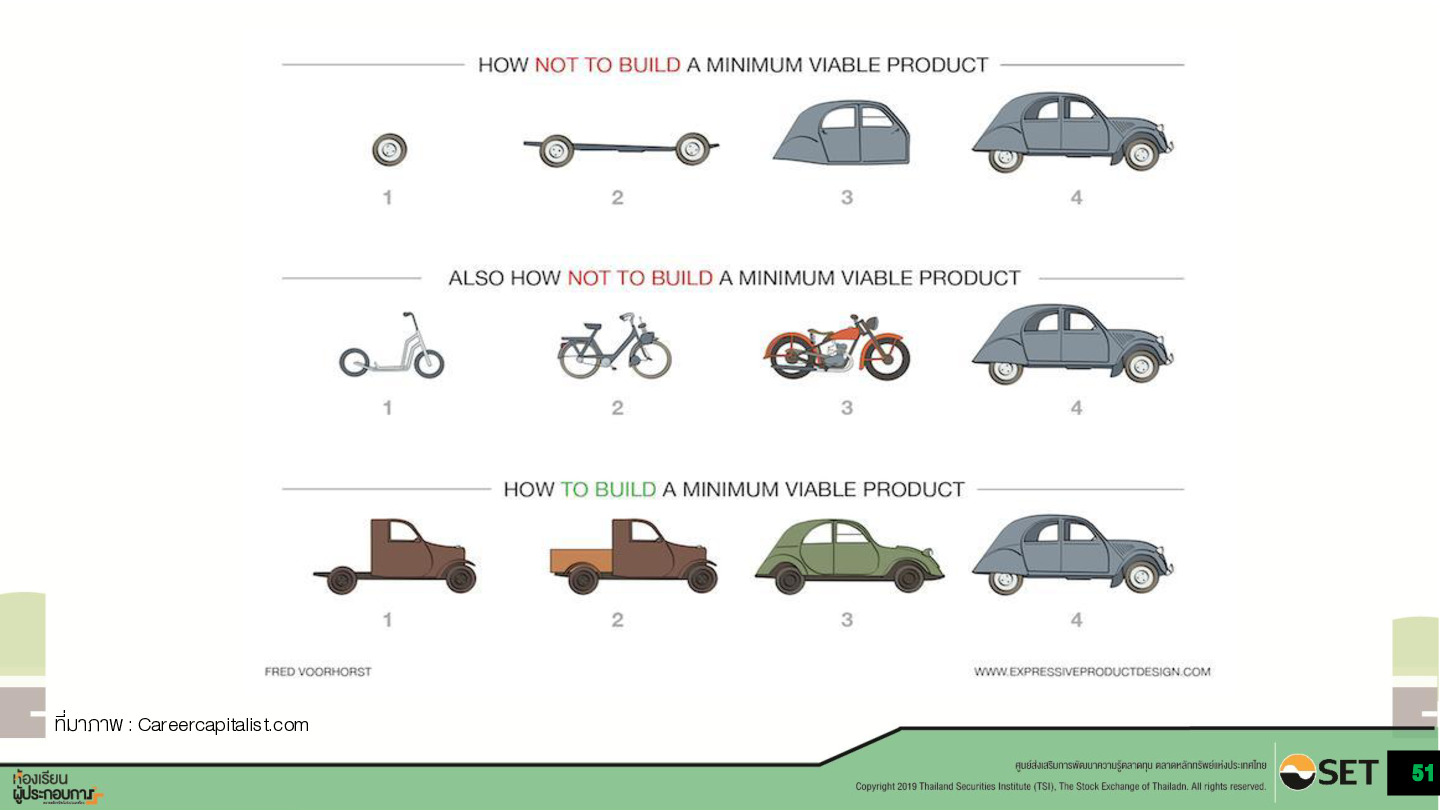 HOW NOT TO BUILD A MINIMUM VIABLE PRODUCT
1 2 3 4
ALSO HOW NOT TO BUILD A MINIMUM VIABLE PRODUCT
1 2 3 4
HOW TO BUILD A MINIMUM VIABLE PRODUCT
1 2 3 4
FRED VOORHORST WWW.EXPRESSIVEPRODUCTDESIGN.COM
ที่มาภาพ : Careercapitalist.com
ห้องเรียน
ผู้ประกอบการ
ศูนย์ส่งเสริมการพัฒนาความรู้ตลาดทุน ตลาดหลักทรัพย์แห่งประเทศไทย
Copyright 2019 Thailand Securities Institute (TSI), The Stock Exchange of Thailadn. All rights reserved.
SET
51